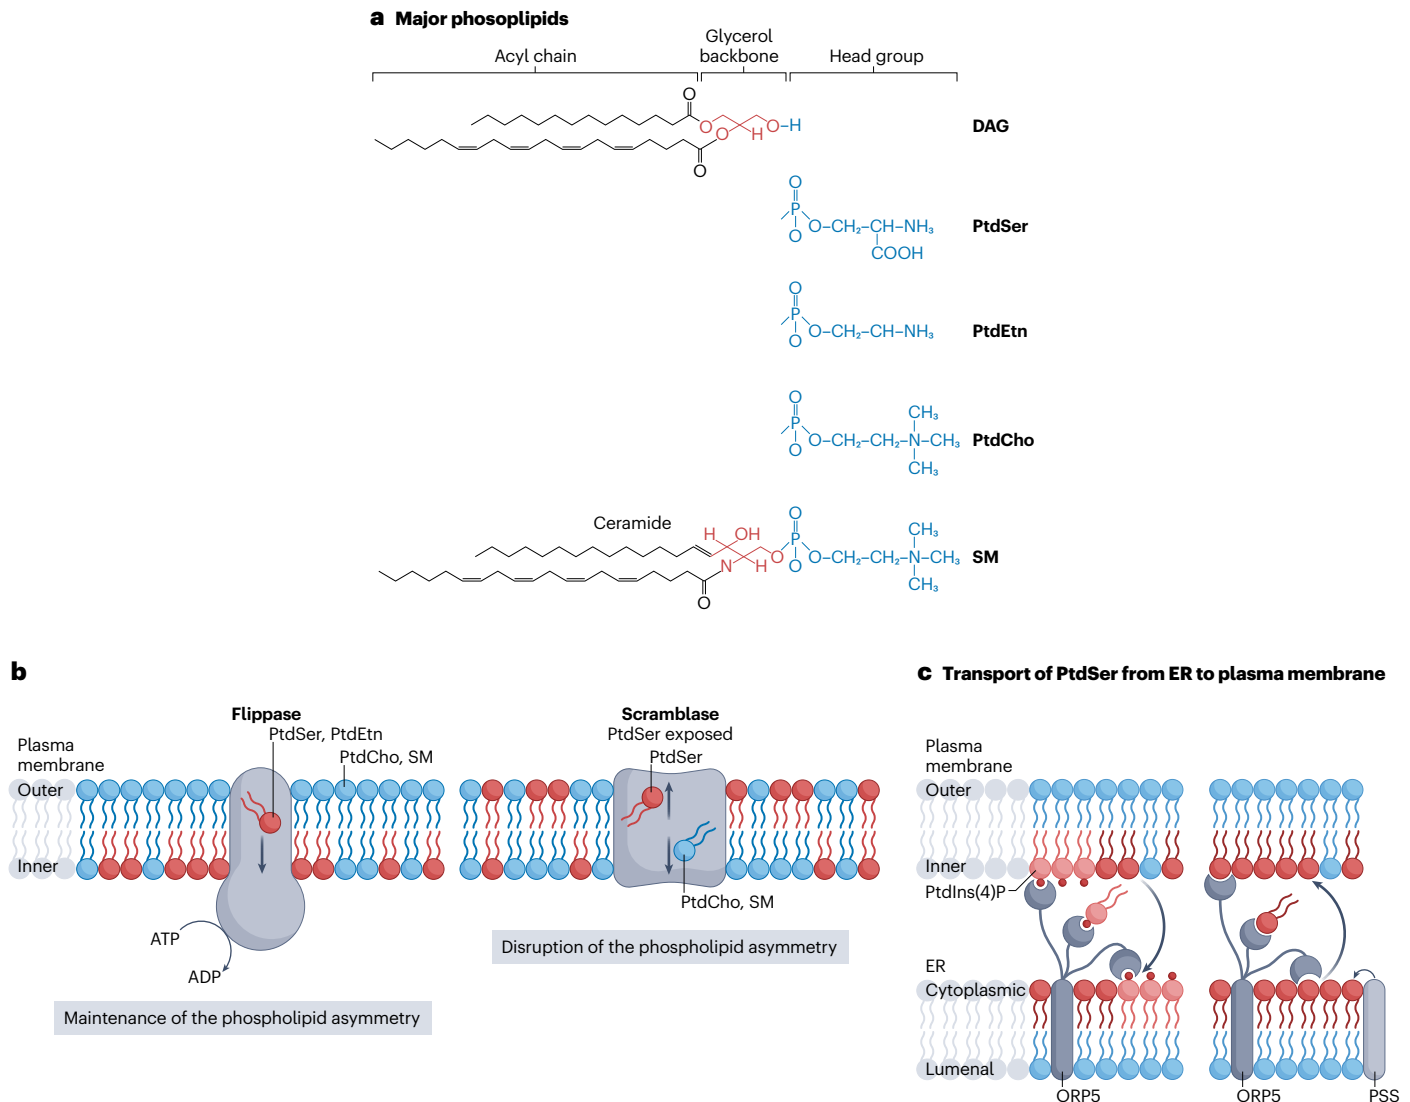 a Major phosoplipids
Acyl chain
Glycerol
backbone
Head group
O
O
O
H
O–H
O
DAG
O
P
O
O–CH₂–CH–NH₃
COOH
PtdSer
O
P
O
O–CH₂–CH–NH₃
PtdEtn
O
P
O
CH₃
O–CH₂–CH₂–N–CH₃
CH₃
PtdCho
Ceramide
H
OH
O
N
H
O
O
P
O
CH₃
O–CH₂–CH₂–N–CH₃
CH₃
SM
b
Flippase
PtdSer, PtdEtn
PtdCho, SM
Plasma
membrane
Outer
Inner
ATP
ADP
Maintenance of the phospholipid asymmetry
Scramblase
PtdSer exposed
PtdSer
PtdCho, SM
Disruption of the phospholipid asymmetry
c Transport of PtdSer from ER to plasma membrane
Plasma
membrane
Outer
Inner
PtdIns(4)P
ER
Cytoplasmic
Lumenal
ORP5
ORP5
PSS